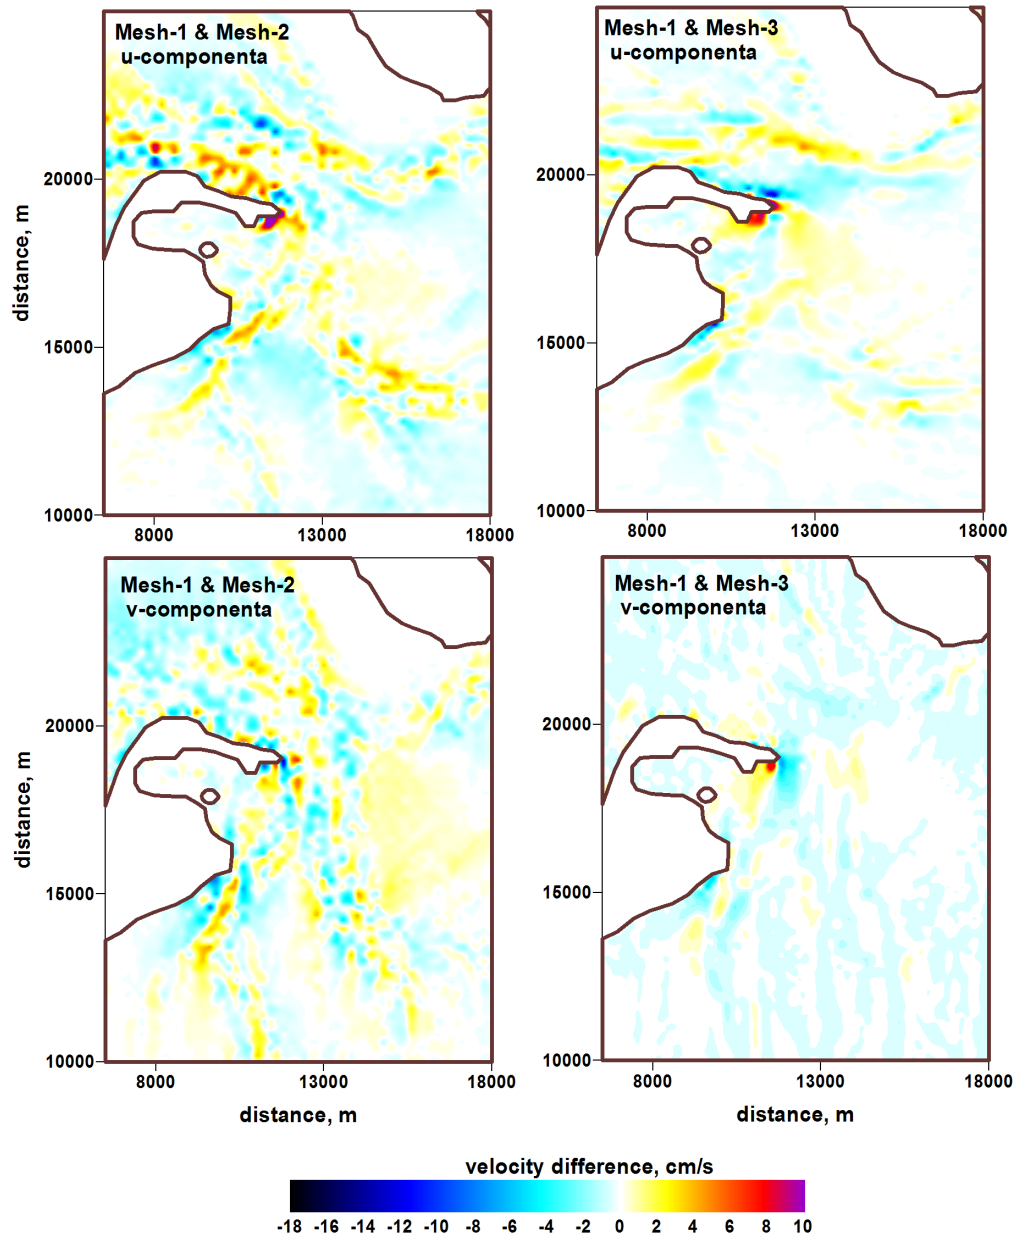 Mesh-1 & Mesh-2
u-componenta
Mesh-1 & Mesh-3
u-componenta
distance, m
20000
15000
10000
8000
13000
18000
20000
15000
10000
8000
13000
18000
Mesh-1 & Mesh-2
v-componenta
Mesh-1 & Mesh-3
v-componenta
distance, m
20000
15000
10000
8000
13000
18000
distance, m
20000
15000
10000
8000
13000
18000
distance, m
velocity difference, cm/s
-18 -16 -14 -12 -10 -8 -6 -4 -2 0 2 4 6 8 10